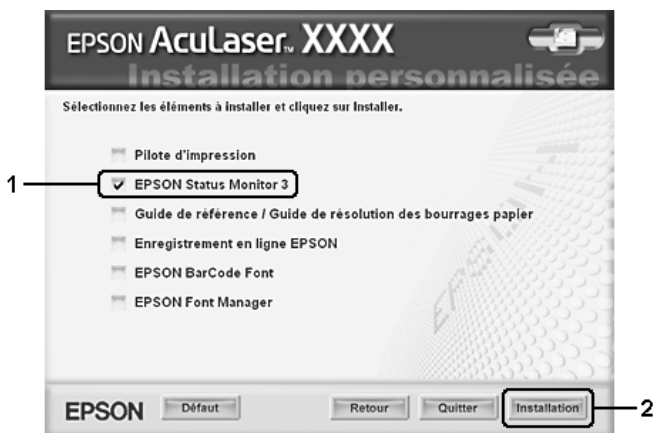 EPSON AcuLaser™ XXXX
Installation personnalisée
Sélectionnez les éléments à installer et cliquez sur Installer.
Pilote d'impression
1
EPSON Status Monitor 3
Guide de référence / Guide de résolution des bourrages papier
Enregistrement en ligne EPSON
EPSON BarCode Font
EPSON Font Manager
EPSON
EPSON
Défaut
Retour
Quitter
Installation
2